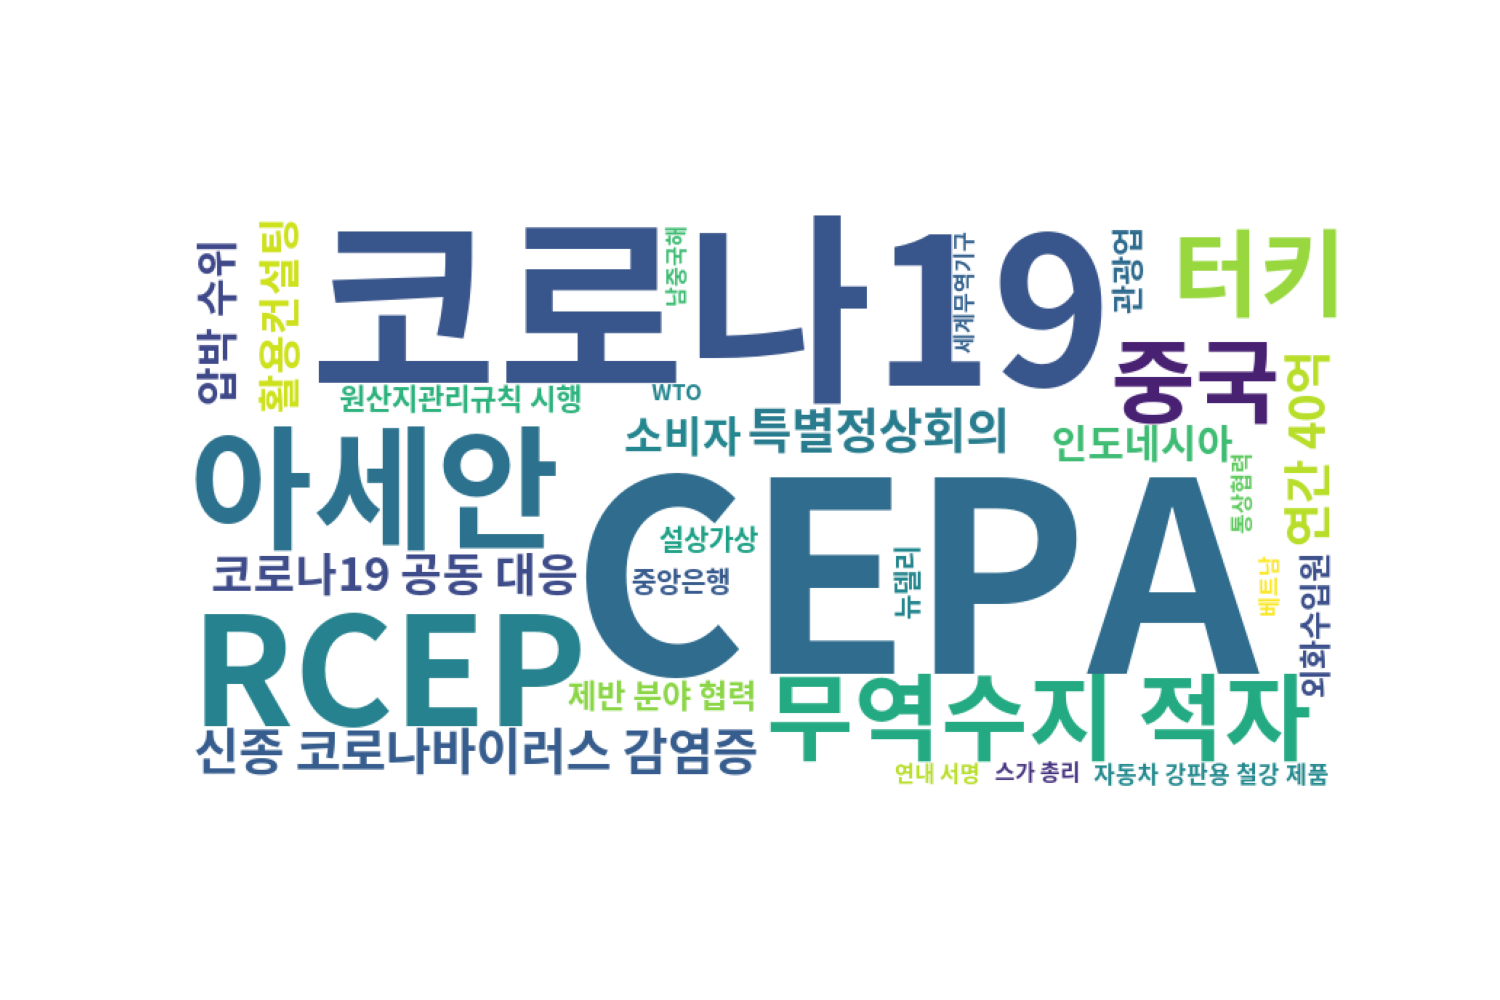 코로나19
터키
압박 수위
활용컨설팅
남중국해
세계무역기구
관광업
중국
연간 40억
원산지관리규칙 시행
WTO
소비자
특별정상회의
인도네시아
아세안
CEPA
통상협력
설상가상
코로나19 공동 대응
중앙은행
뉴델리
베트남
외화수입원
RCEP
제반 분야 협력
무역수지 적자
신종 코로나바이러스 감염증
연내 서명
스가 총리
자동차 강판용 철강 제품